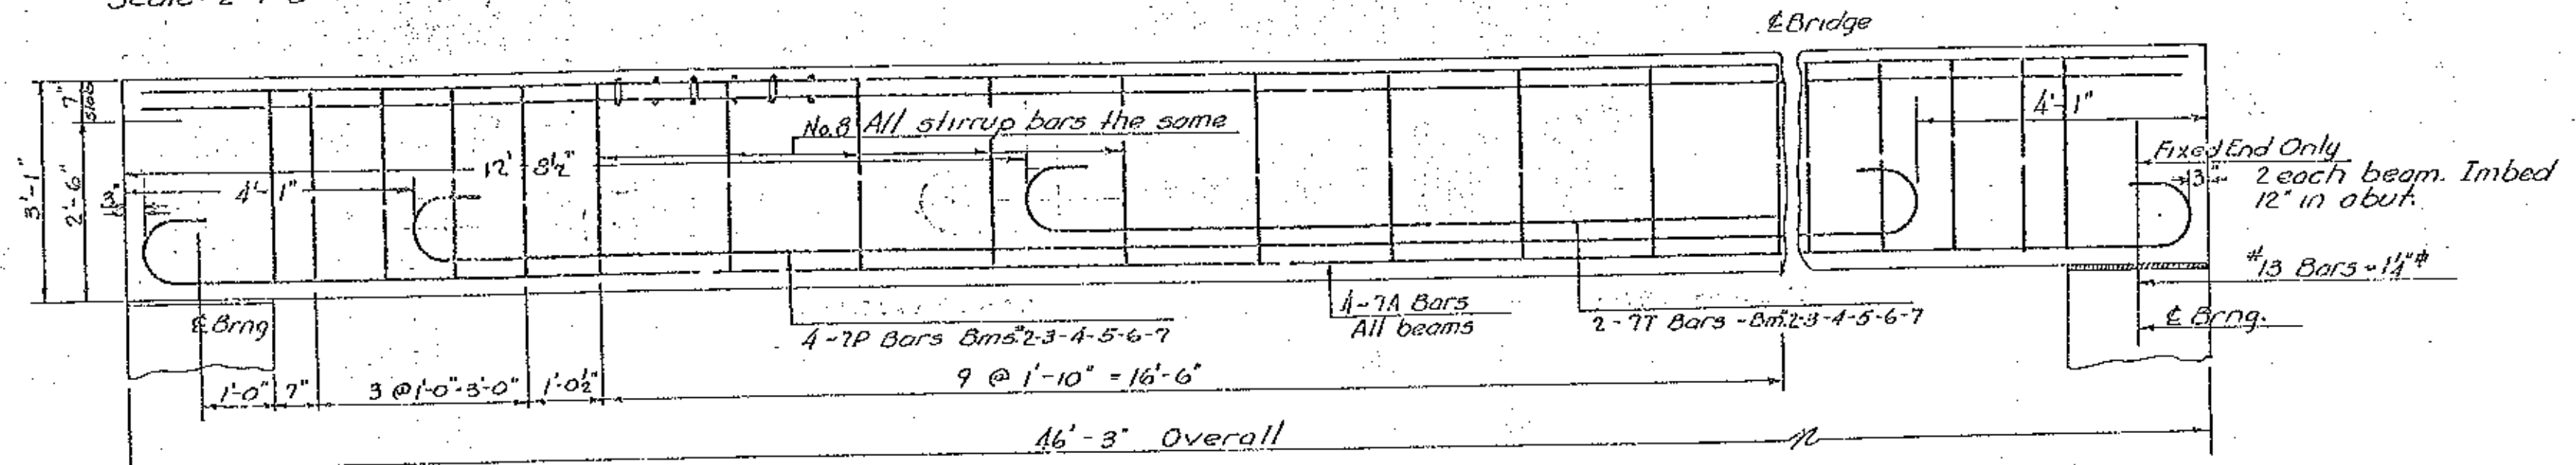 ℄ Bridge
7"
slab
3'-1"
2'-6"
3"
4'-1"
12'-8½"
No.8 All stirrup bars the same
4'-1"
Fixed End Only
3"
2 each beam. Imbed
12" in abut.
#13 Bars - 1¼"⌀
℄ Brng
℄ Brng.
4-7P Bars Bms. 2-3-4-5-6-7
4-7A Bars
All beams
2-7T Bars - Bm. 2-3-4-5-6-7
1'-0"
7"
3 @ 1'-0" = 3'-0"
1'-0½"
9 @ 1'-10" = 16'-6"
46'-3" Overall